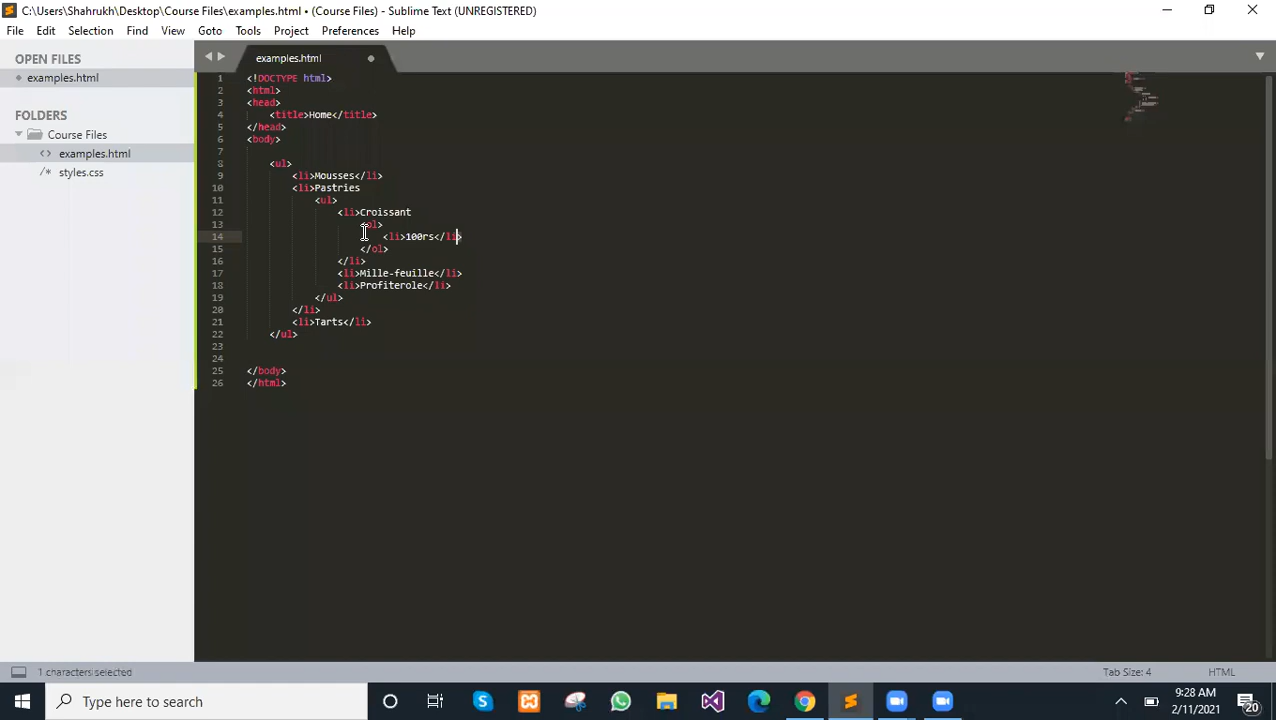 C:\Users\Shahrukh\Desktop\Course Files\examples.html • (Course Files) - Sublime Text (UNREGISTERED)
File Edit Selection Find View Goto Tools Project Preferences Help
OPEN FILES
examples.html
FOLDERS
Course Files
examples.html
styles.css
examples.html
1 <!DOCTYPE html>
2 <html>
3 <head>
4 <title>Home</title>
5 </head>
6 <body>
7
8 <ul>
9 <li>Mousses</li>
10 <li>Pastries
11 <ul>
12 <li>Croissant
13 <ol>
14 <li>100rs</li>
15 </ol>
16 </li>
17 <li>Mille-feuille</li>
18 <li>Profiterole</li>
19 </ul>
20 </li>
21 <li>Tarts</li>
22 </ul>
23
24
25 </body>
26 </html>
1 characters selected
Tab Size: 4
HTML
Type here to search
9:28 AM
2/11/2021
20